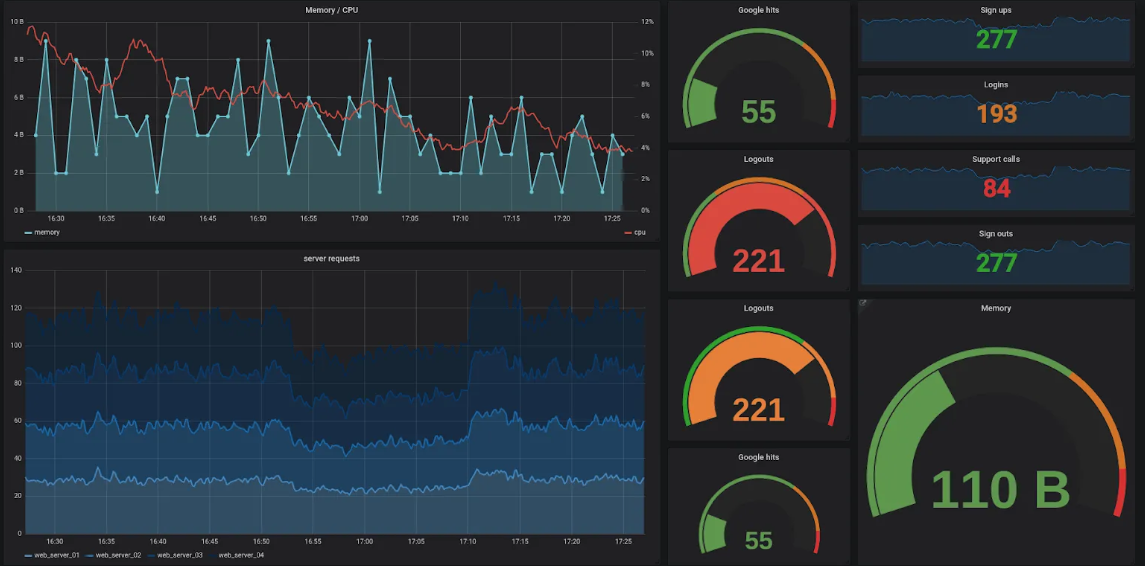 Memory / CPU
10 B
8 B
6 B
4 B
2 B
0 B
12%
10%
8%
6%
4%
2%
0%
16:30 16:35 16:40 16:45 16:50 16:55 17:00 17:05 17:10 17:15 17:20 17:25
memory cpu
server requests
140
120
100
80
60
40
20
0
16:30 16:35 16:40 16:45 16:50 16:55 17:00 17:05 17:10 17:15 17:20 17:25
web_server_01 web_server_02 web_server_03 web_server_04
Google hits
55
Logouts
221
Logouts
221
Google hits
55
Sign ups
277
Logins
193
Support calls
84
Sign outs
277
Memory
110 B